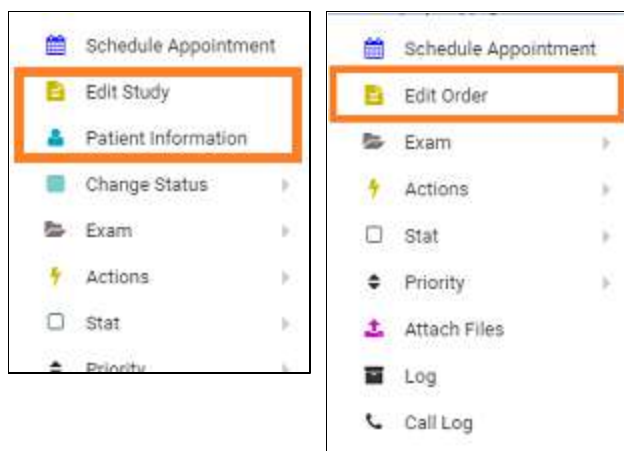 Schedule Appointment
Edit Study
Patient Information
Change Status
Exam
Actions
Stat
Priority
Schedule Appointment
Edit Order
Exam
Actions
Stat
Priority
Attach Files
Log
Call Log